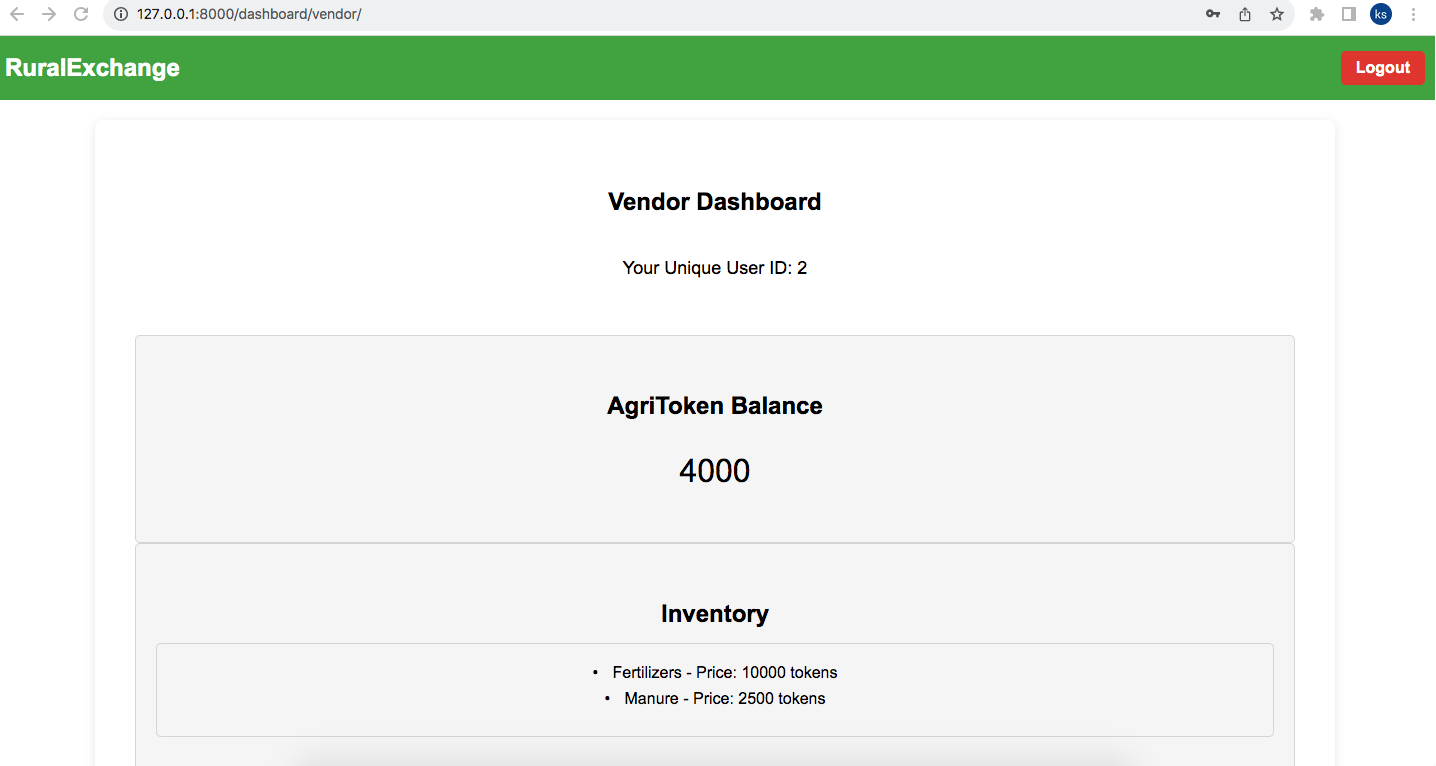 127.0.0.1:8000/dashboard/vendor/
ks
RuralExchange
Logout
Vendor Dashboard
Your Unique User ID: 2
AgriToken Balance
4000
Inventory
• Fertilizers - Price: 10000 tokens
• Manure - Price: 2500 tokens